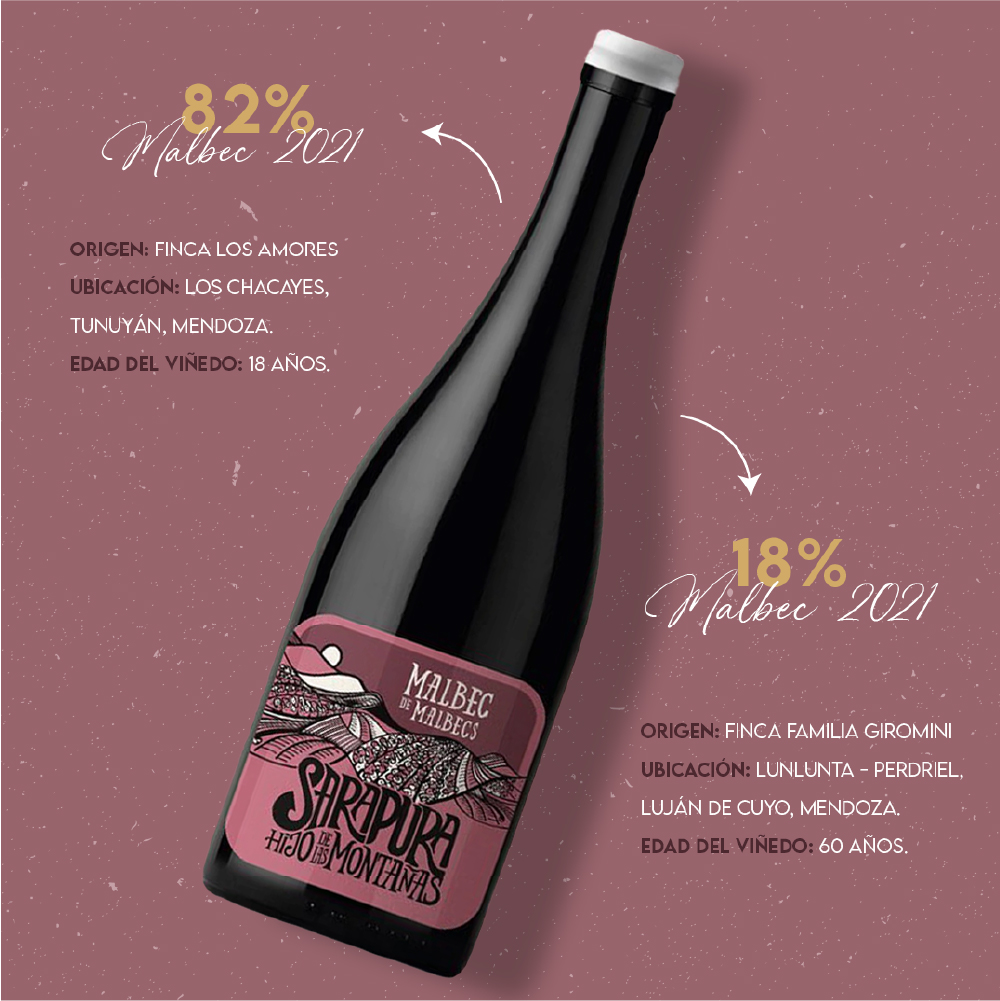 82%
Malbec 2021
ORIGEN: FINCA LOS AMORES
UBICACIÓN: LOS CHACAYES,
TUNUYÁN, MENDOZA.
EDAD DEL VIÑEDO: 18 AÑOS.
18%
Malbec 2021
ORIGEN: FINCA FAMILIA GIROMINI
UBICACIÓN: LUNLUNTA – PERDRIEL,
LUJÁN DE CUYO, MENDOZA.
EDAD DEL VIÑEDO: 60 AÑOS.
MALBEC
DE MALBECS
SARAPURA
HIJO DE LAS MONTAÑAS